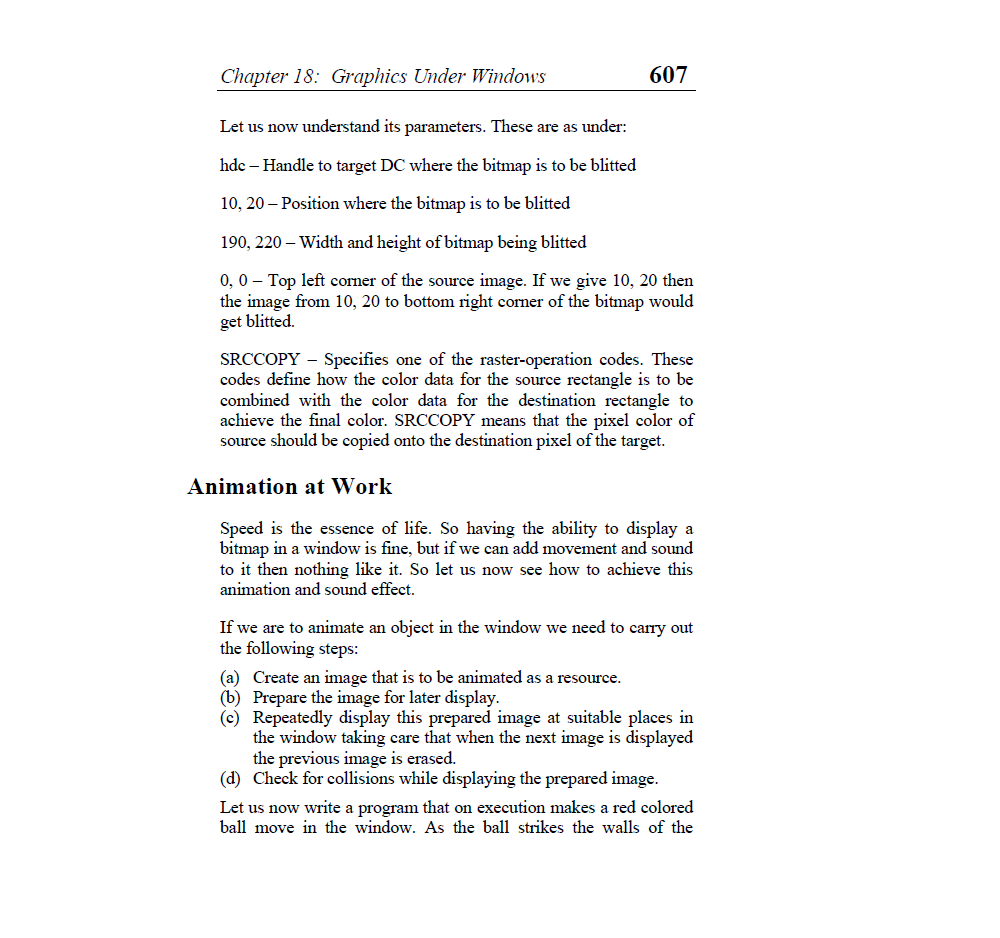 Chapter 18: Graphics Under Windows 607
Let us now understand its parameters. These are as under:
hdc – Handle to target DC where the bitmap is to be blitted
10, 20 – Position where the bitmap is to be blitted
190, 220 – Width and height of bitmap being blitted
0, 0 – Top left corner of the source image. If we give 10, 20 then
the image from 10, 20 to bottom right corner of the bitmap would
get blitted.
SRCCOPY – Specifies one of the raster-operation codes. These
codes define how the color data for the source rectangle is to be
combined with the color data for the destination rectangle to
achieve the final color. SRCCOPY means that the pixel color of
source should be copied onto the destination pixel of the target.
Animation at Work
Speed is the essence of life. So having the ability to display a
bitmap in a window is fine, but if we can add movement and sound
to it then nothing like it. So let us now see how to achieve this
animation and sound effect.
If we are to animate an object in the window we need to carry out
the following steps:
(a) Create an image that is to be animated as a resource.
(b) Prepare the image for later display.
(c) Repeatedly display this prepared image at suitable places in
the window taking care that when the next image is displayed
the previous image is erased.
(d) Check for collisions while displaying the prepared image.
Let us now write a program that on execution makes a red colored
ball move in the window. As the ball strikes the walls of the